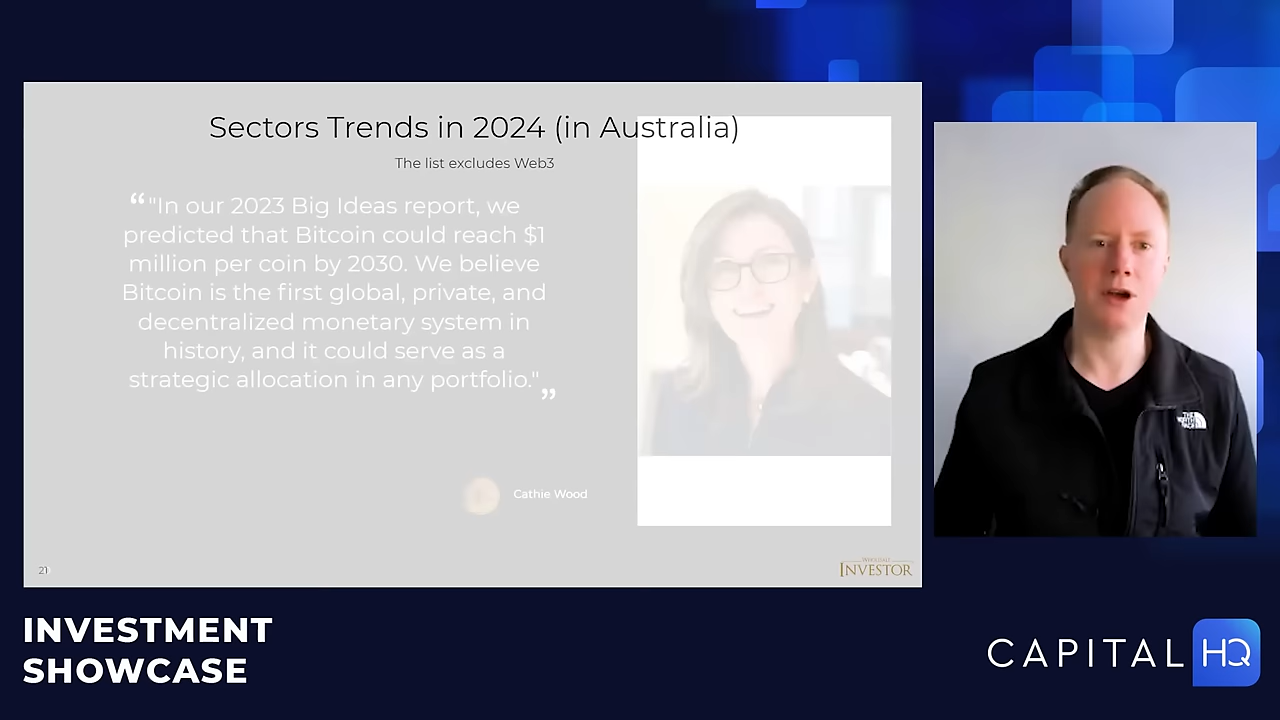 Sectors Trends in 2024 (in Australia)
The list excludes Web3
“"In our 2023 Big Ideas report, we
predicted that Bitcoin could reach $1
million per coin by 2030. We believe
Bitcoin is the first global, private, and
decentralized monetary system in
history, and it could serve as a
strategic allocation in any portfolio."”
Cathie Wood
21
INVESTOR
THE
NORTH
FACE
INVESTMENT
SHOWCASE
CAPITAL HQ